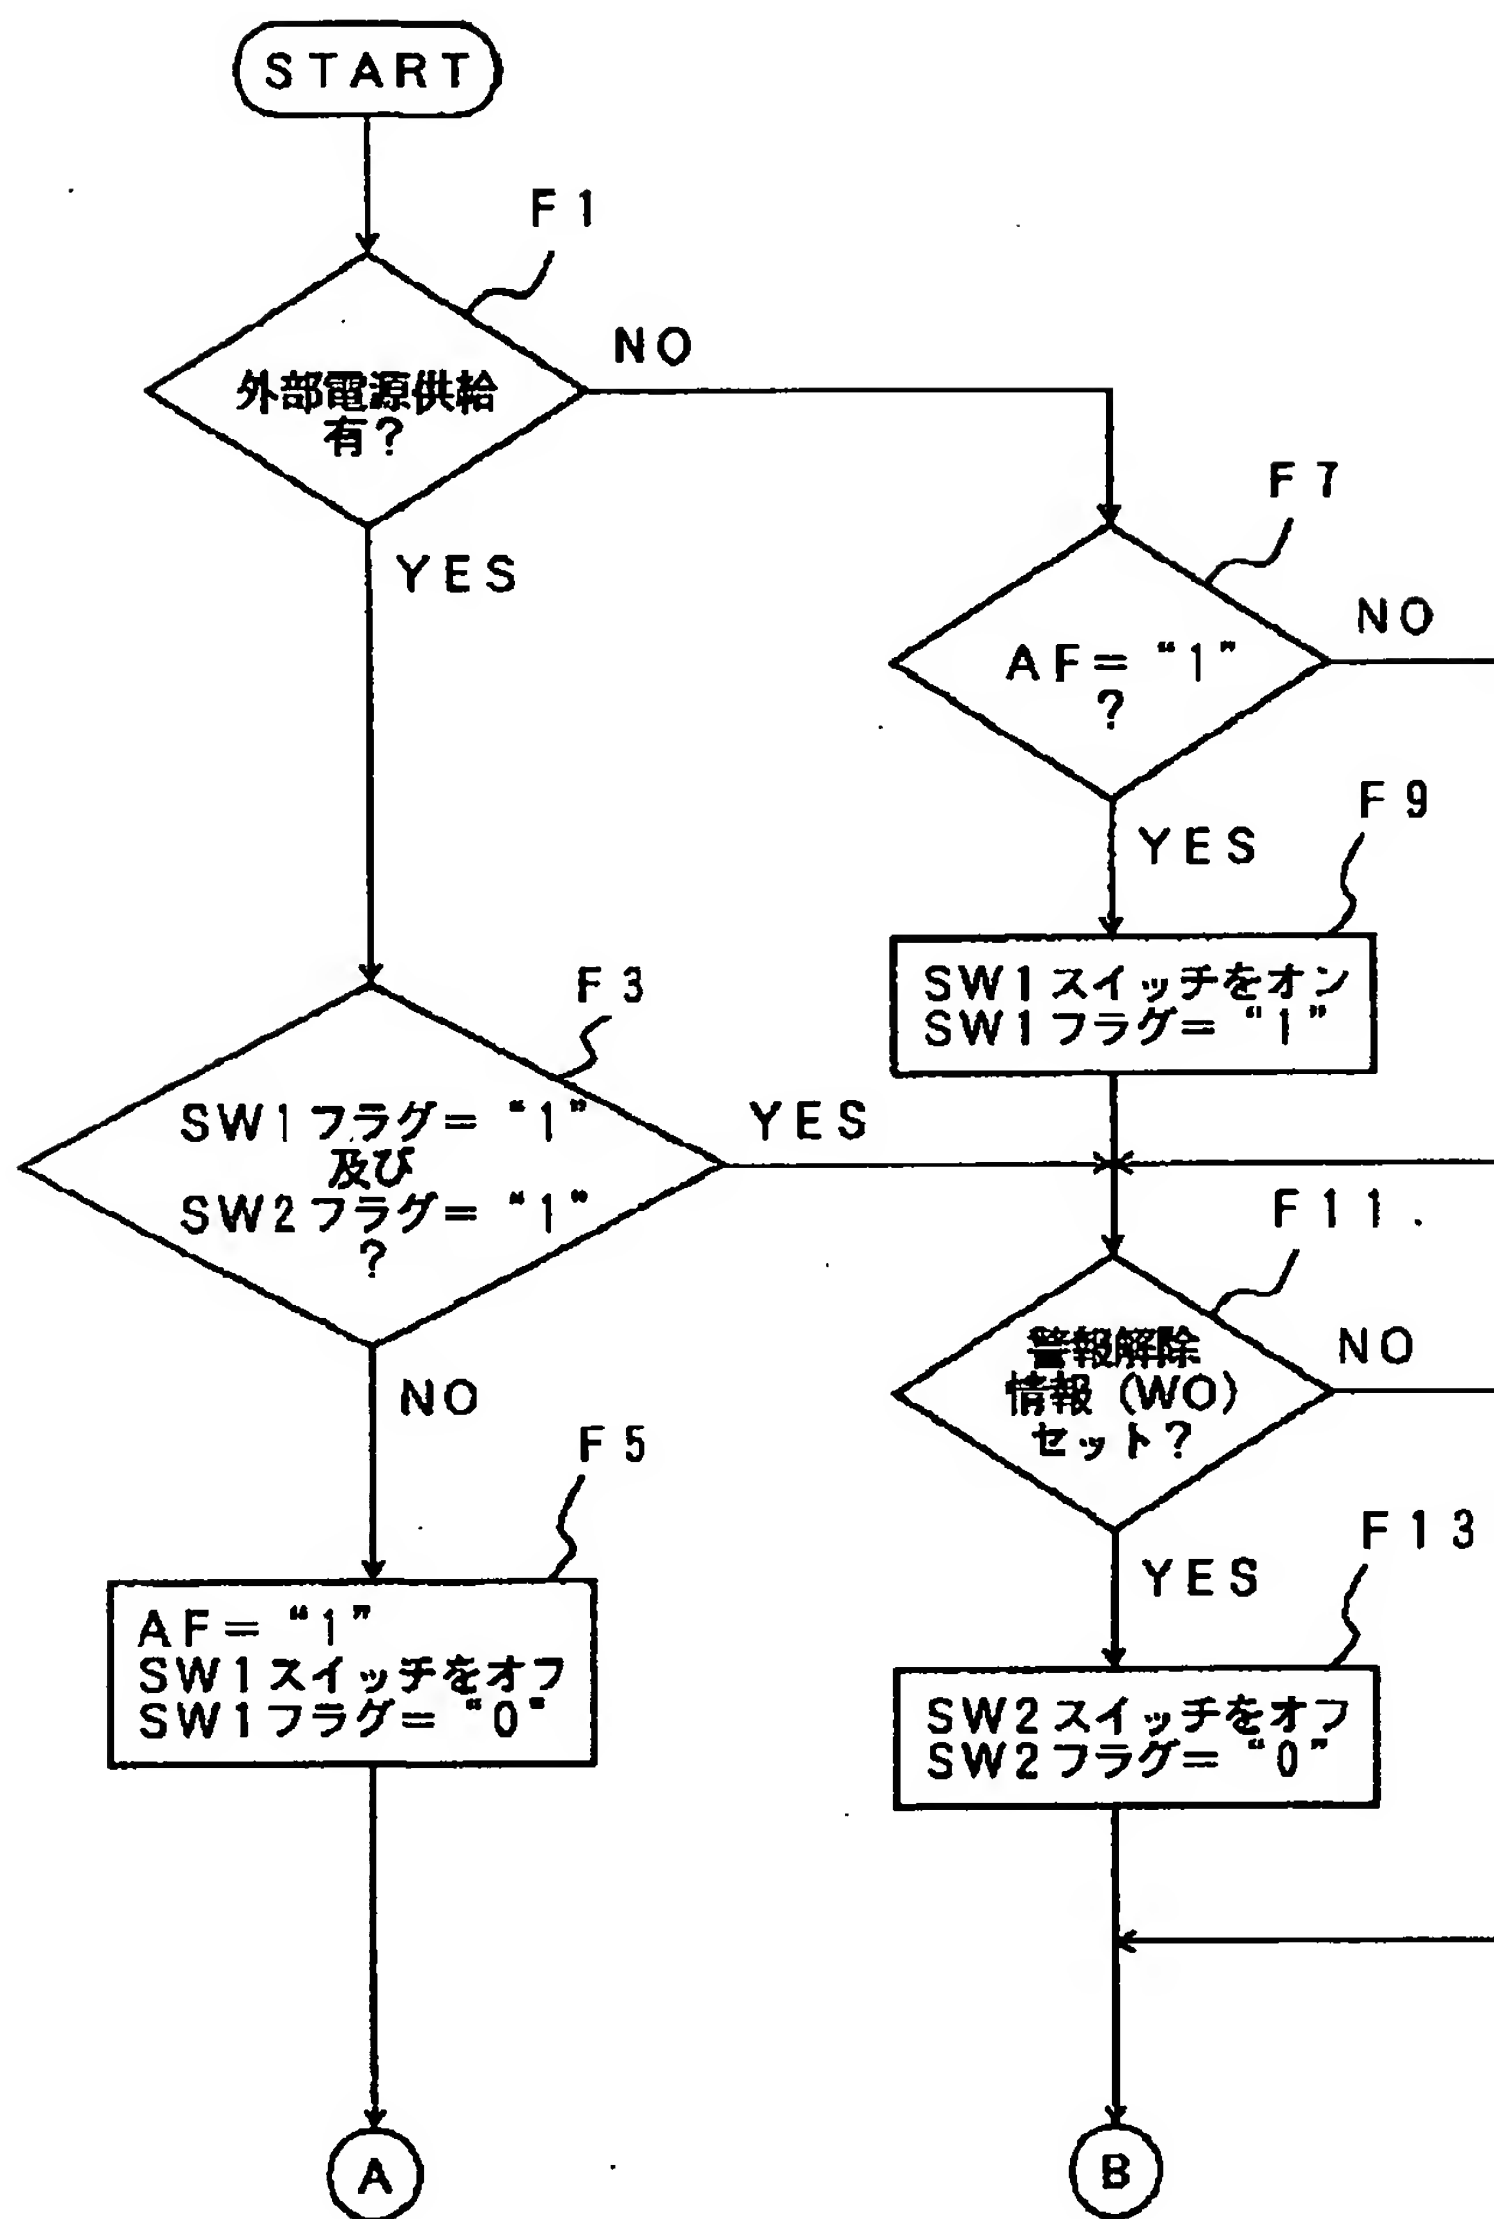 START
F1
外部電源供給
有?
NO
YES
F7
AF=“1”
?
NO
YES
F9
SW1スイッチをオン
SW1フラグ=“1”
F3
SW1フラグ=“1”
及び
SW2フラグ=“1”
?
YES
NO
F11
警報解除
情報(WO)
セット?
NO
YES
F5
AF=“1”
SW1スイッチをオフ
SW1フラグ=“0”
F13
SW2スイッチをオフ
SW2フラグ=“0”
A
B